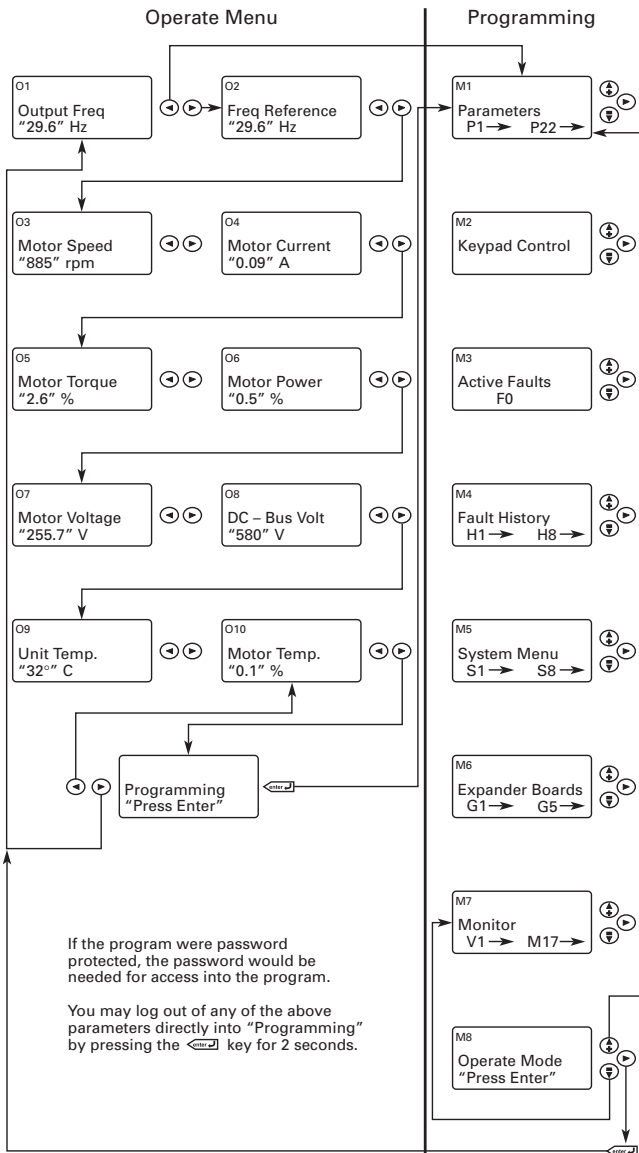 Operate Menu
Programming
O1
Output Freq
“29.6” Hz
O2
Freq Reference
“29.6” Hz
M1
Parameters
P1 → P22 →
O3
Motor Speed
“885” rpm
O4
Motor Current
“0.09” A
M2
Keypad Control
O5
Motor Torque
“2.6” %
O6
Motor Power
“0.5” %
M3
Active Faults
F0
O7
Motor Voltage
“255.7” V
O8
DC – Bus Volt
“580” V
M4
Fault History
H1 → H8 →
O9
Unit Temp.
“32° C
O10
Motor Temp.
“0.1” %
M5
System Menu
S1 → S8 →
Programming
“Press Enter”
enter
M6
Expander Boards
G1 → G5 →
M7
Monitor
V1 → M17 →
If the program were password
protected, the password would be
needed for access into the program.
You may log out of any of the above
parameters directly into “Programming”
by pressing the enter key for 2 seconds.
M8
Operate Mode
“Press Enter”
enter